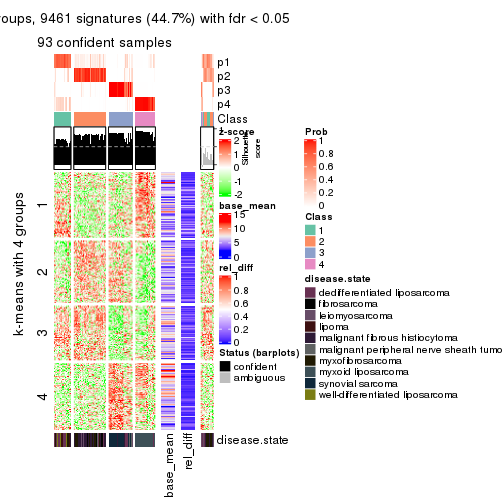 roups, 9461 signatures (44.7%) with fdr < 0.05
93 confident samples
p1
p2
p3
p4
Class
Silhouette score
k-means with 4 groups
1
2
3
4
base_mean
rel_diff
disease.state
z-score
2
1
0
-1
-2
base_mean
15
10
5
0
rel_diff
1
0.8
0.6
0.4
0.2
0
Status (barplots)
confident
ambiguous
Prob
1
0.8
0.6
0.4
0.2
0
Class
1
2
3
4
disease.state
dedifferentiated liposarcoma
fibrosarcoma
leiomyosarcoma
lipoma
malignant fibrous histiocytoma
malignant peripheral nerve sheath tumo
myxofibrosarcoma
myxoid liposarcoma
synovial sarcoma
well-differentiated liposarcoma